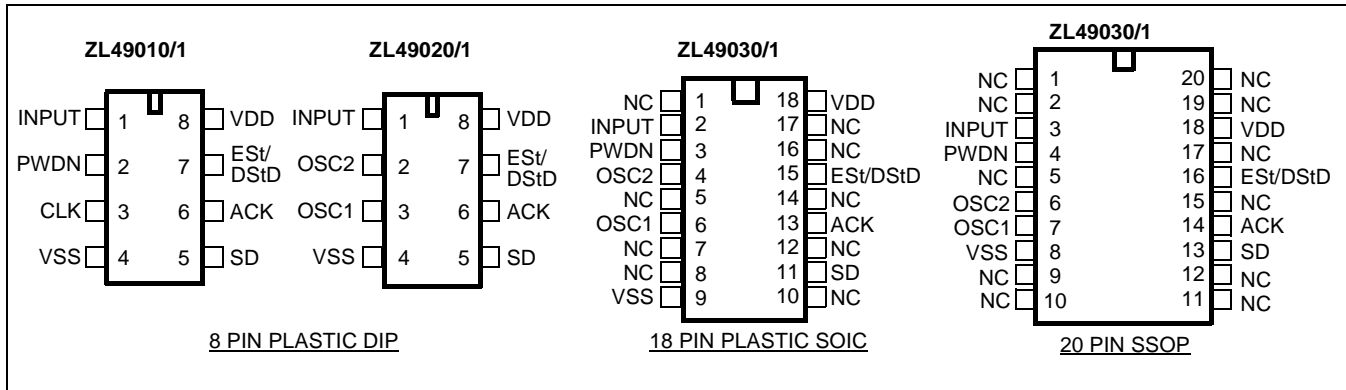 ZL49010/1
ZL49020/1
ZL49030/1
ZL49030/1
INPUT 1 8 VDD
PWDN 2 7 ESt/
DStD
CLK 3 6 ACK
VSS 4 5 SD
INPUT 1 8 VDD
OSC2 2 7 ESt/
DStD
OSC1 3 6 ACK
VSS 4 5 SD
8 PIN PLASTIC DIP
NC 1 18 VDD
INPUT 2 17 NC
PWDN 3 16 NC
OSC2 4 15 ESt/DStD
NC 5 14 NC
OSC1 6 13 ACK
NC 7 12 NC
NC 8 11 SD
VSS 9 10 NC
18 PIN PLASTIC SOIC
NC 1 20 NC
NC 2 19 NC
INPUT 3 18 VDD
PWDN 4 17 NC
NC 5 16 ESt/DStD
OSC2 6 15 NC
OSC1 7 14 ACK
VSS 8 13 SD
NC 9 12 NC
NC 10 11 NC
20 PIN SSOP